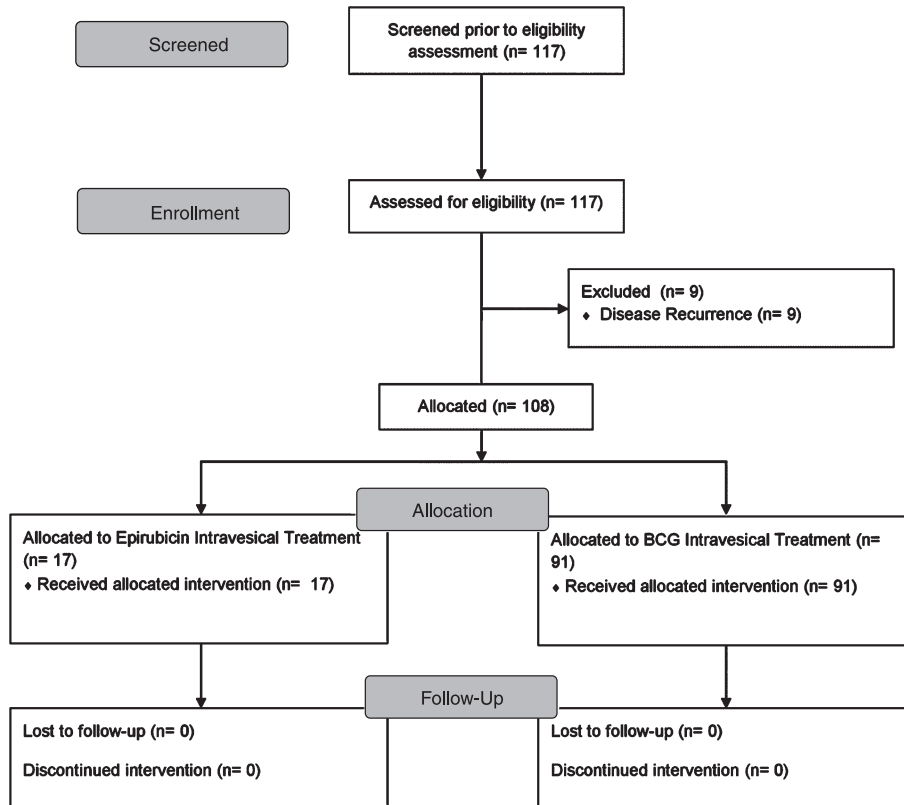 Screened
Screened prior to eligibility
assessment (n= 117)
Enrollment
Assessed for eligibility (n= 117)
Excluded (n= 9)
♦ Disease Recurrence (n= 9)
Allocated (n= 108)
Allocation
Allocated to Epirubicin Intravesical Treatment
(n= 17)
♦ Received allocated intervention (n= 17)
Allocated to BCG Intravesical Treatment (n=
91)
♦ Received allocated intervention (n= 91)
Follow-Up
Lost to follow-up (n= 0)
Discontinued intervention (n= 0)
Lost to follow-up (n= 0)
Discontinued intervention (n= 0)